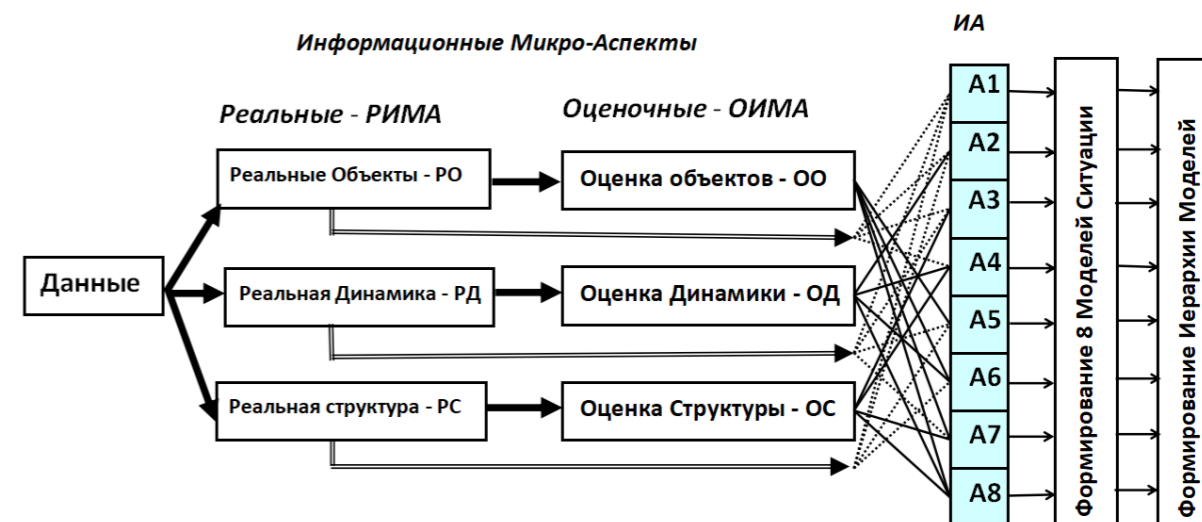 ИА
Информационные Микро-Аспекты
Реальные - РИМА
Оценочные - ОИМА
Реальные Объекты - РО
Оценка объектов - ОО
Данные
Реальная Динамика - РД
Оценка Динамики - ОД
Реальная структура - РС
Оценка Структуры - ОС
А1
А2
А3
А4
А5
А6
А7
А8
Формирование 8 Моделей Ситуации
Формирование Иерархии Моделей